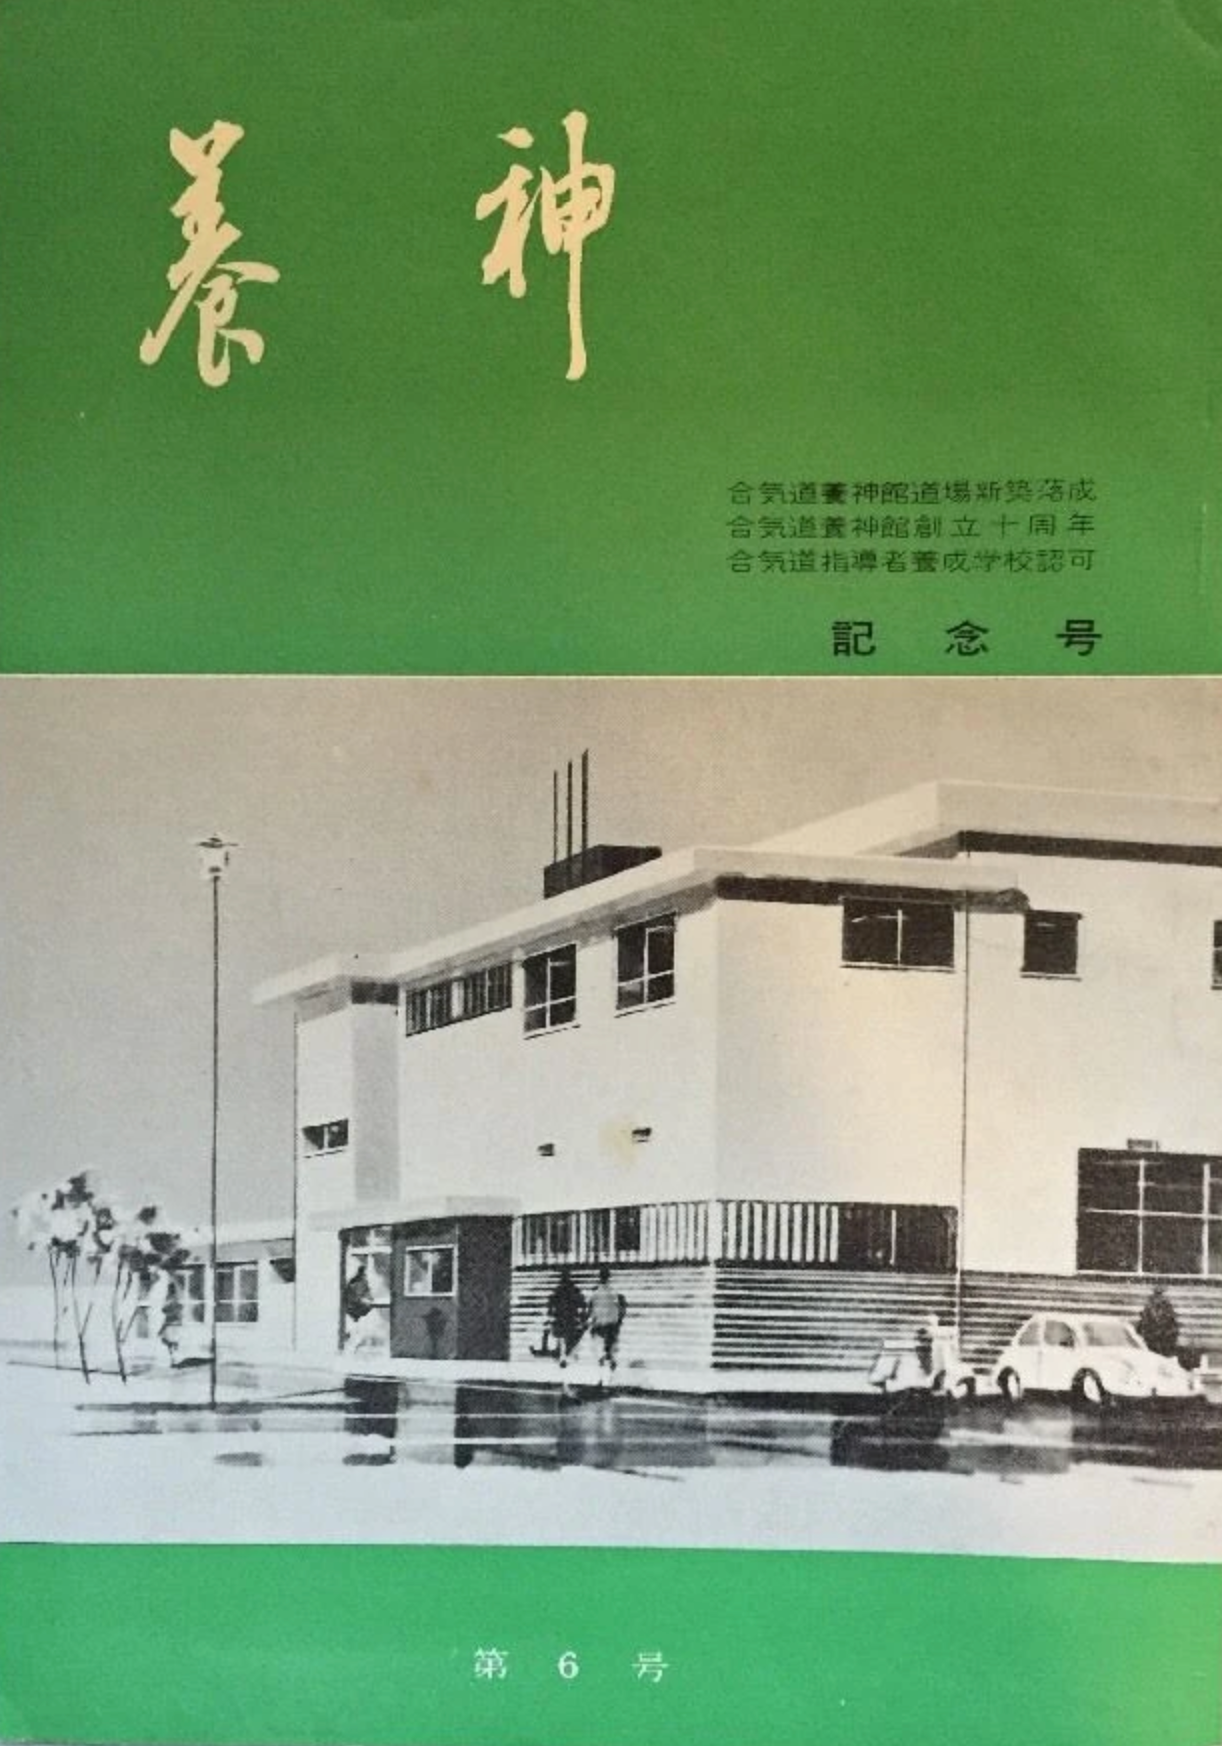 養神
合気道養神館道場新築落成
合気道養神館創立十周年
合気道指導者養成学校認可
記念号
第6号